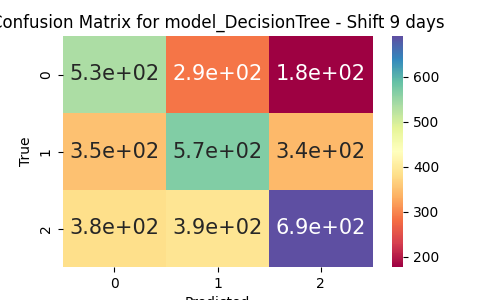 Confusion Matrix for model_DecisionTree - Shift 9 days
0 5.3e+02 2.9e+02 1.8e+02
1 3.5e+02 5.7e+02 3.4e+02
2 3.8e+02 3.9e+02 6.9e+02
0 1 2
True
Predicted
600
500
400
300
200